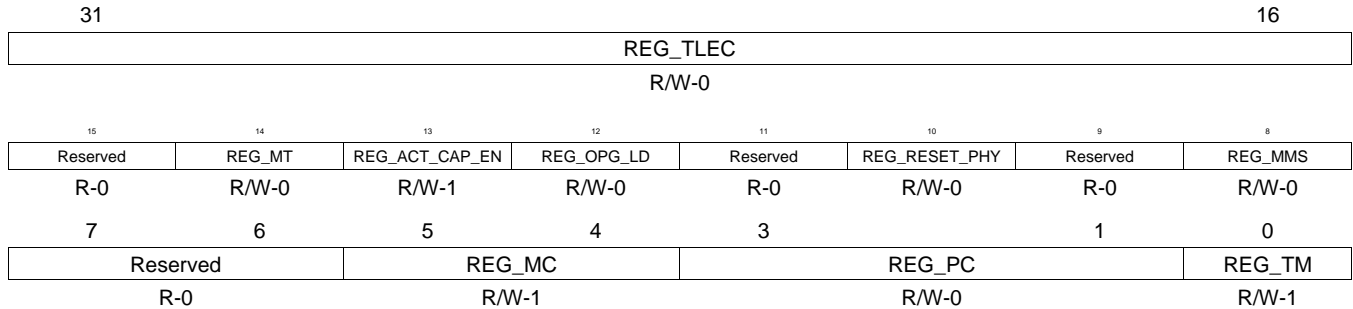 31 16
REG_TLEC
R/W-0
15 14 13 12 11 10 9 8
Reserved REG_MT REG_ACT_CAP_EN REG_OPG_LD Reserved REG_RESET_PHY Reserved REG_MMS
R-0 R/W-0 R/W-1 R/W-0 R-0 R/W-0 R-0 R/W-0
7 6 5 4 3 1 0
Reserved REG_MC REG_PC REG_TM
R-0 R/W-1 R/W-0 R/W-1